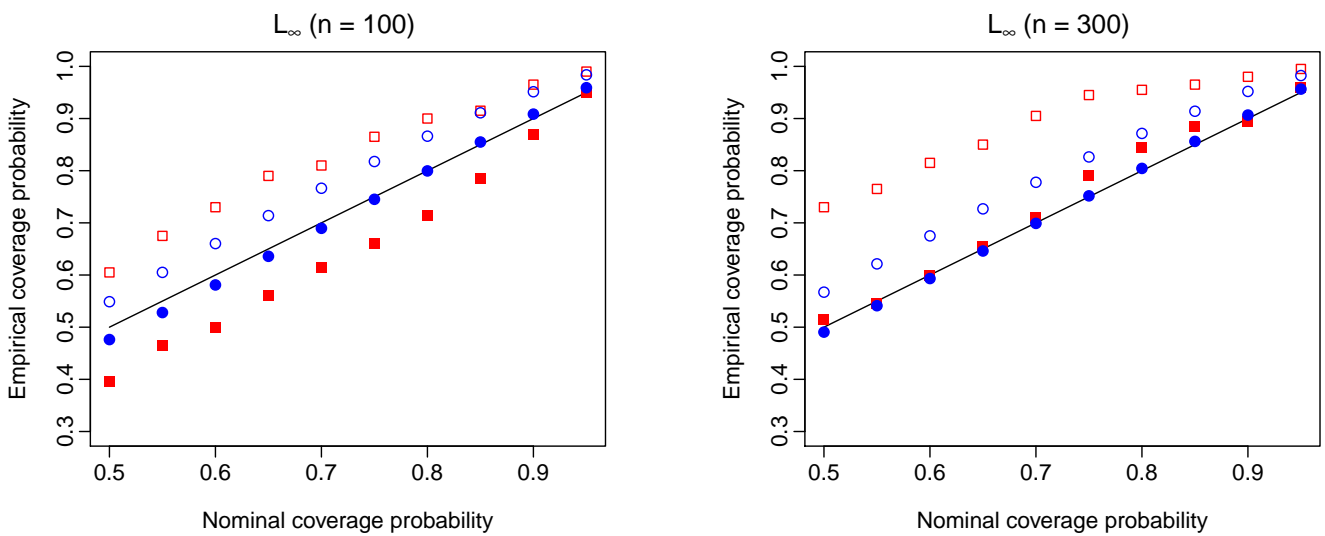 L∞ (n = 100)
Empirical coverage probability
1.0
0.9
0.8
0.7
0.6
0.5
0.4
0.3
0.5 0.6 0.7 0.8 0.9
Nominal coverage probability
L∞ (n = 300)
Empirical coverage probability
1.0
0.9
0.8
0.7
0.6
0.5
0.4
0.3
0.5 0.6 0.7 0.8 0.9
Nominal coverage probability